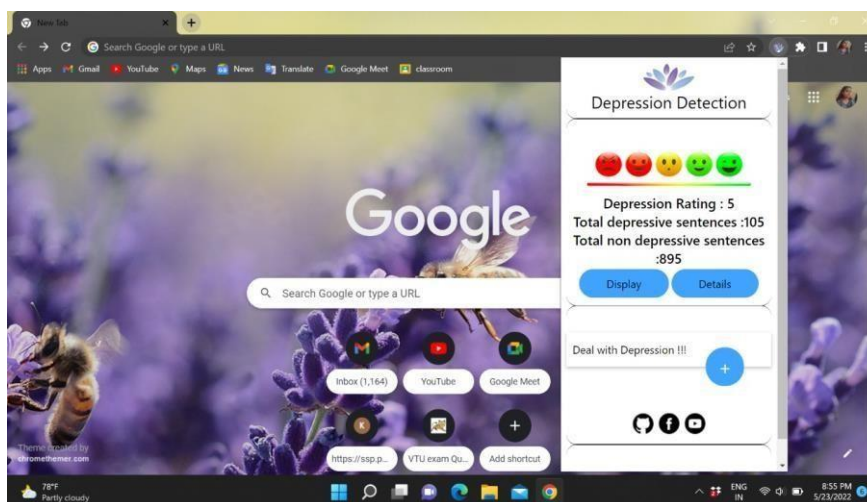 New Tab
Search Google or type a URL
Apps Gmail YouTube Maps News Translate Google Meet classroom
Depression Detection
Depression Rating : 5
Total depressive sentences :105
Total non depressive sentences
:895
Display Details
Deal with Depression !!!
Google
Search Google or type a URL
Inbox (1,164) YouTube Google Meet
https://ssp.p... VTU exam Qu... Add shortcut
Theme created by
chromethemer.com
78°F
Partly cloudy
ENG
IN
8:55 PM
5/23/2022